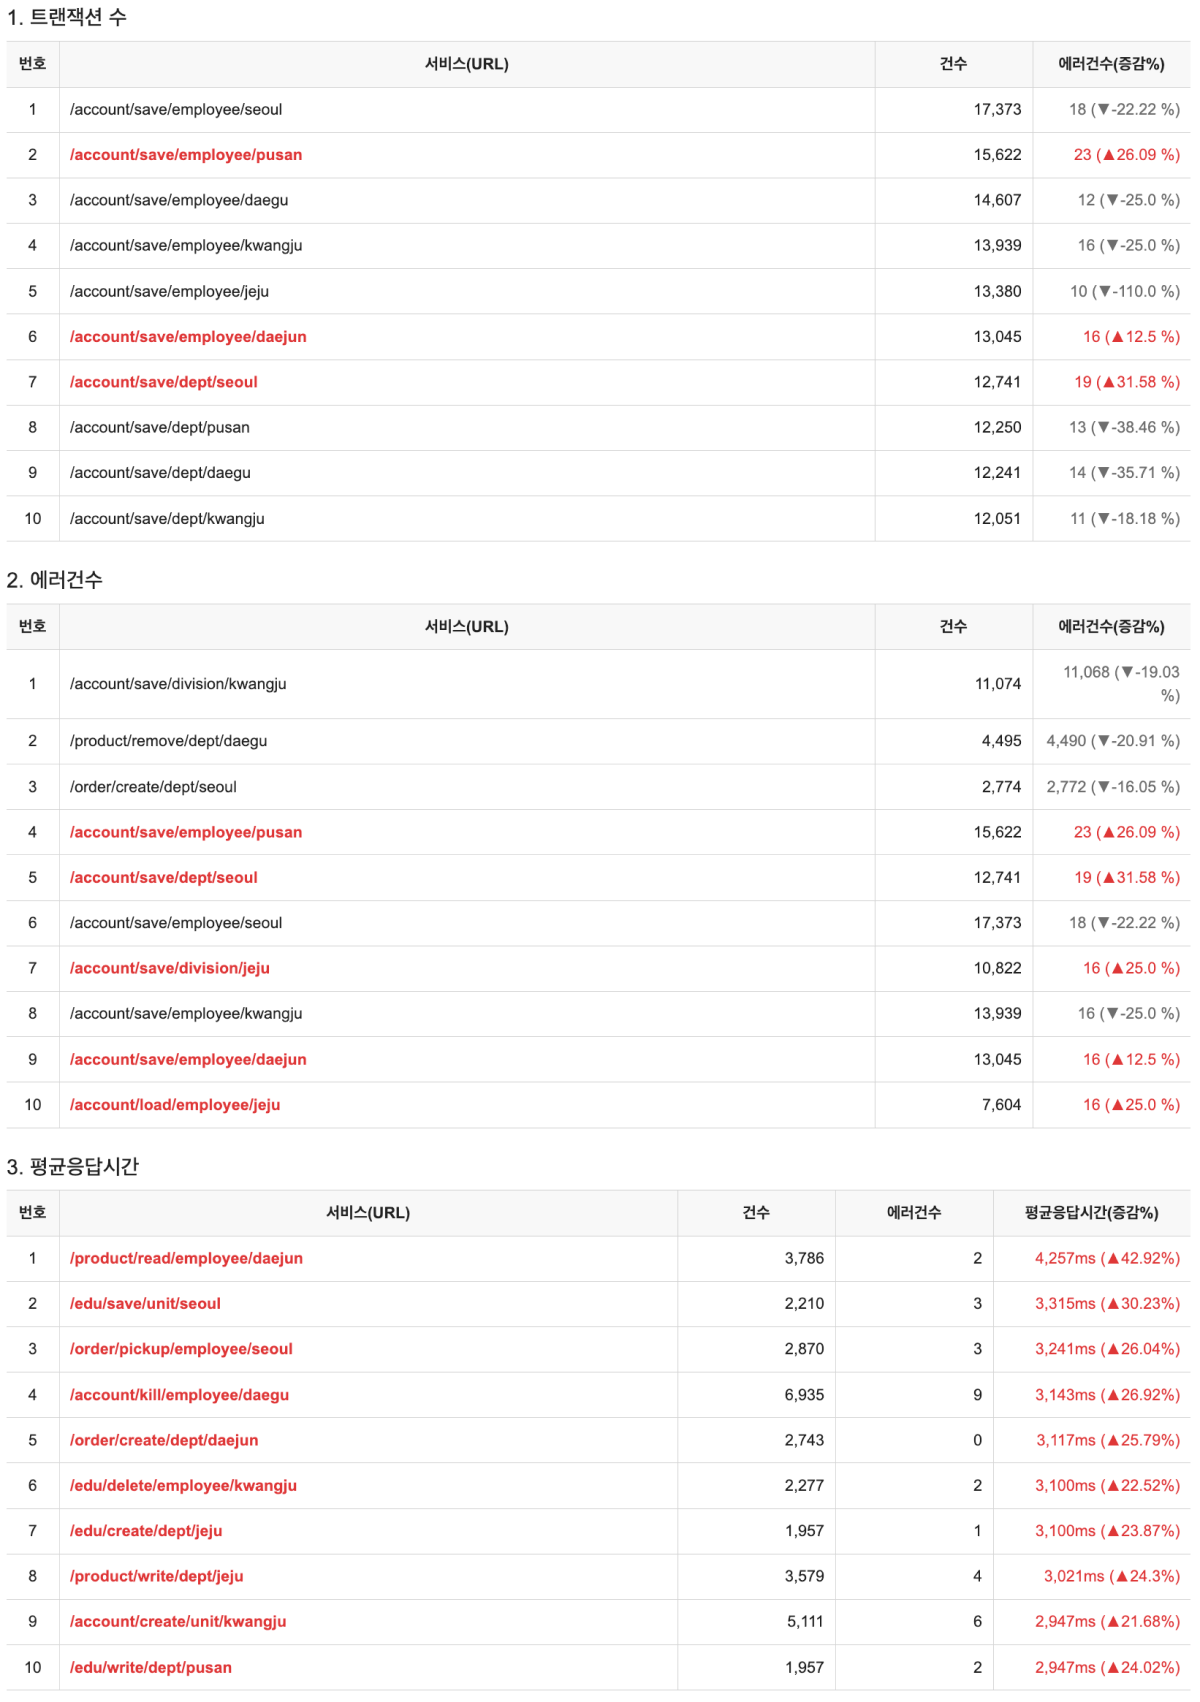 1. 트랜잭션 수
번호 서비스(URL) 건수 에러건수(증감%)
1 /account/save/employee/seoul 17,373 18 (▼-22.22 %)
2 /account/save/employee/pusan 15,622 23 (▲26.09 %)
3 /account/save/employee/daegu 14,607 12 (▼-25.0 %)
4 /account/save/employee/kwangju 13,939 16 (▼-25.0 %)
5 /account/save/employee/jeju 13,380 10 (▼-110.0 %)
6 /account/save/employee/daejun 13,045 16 (▲12.5 %)
7 /account/save/dept/seoul 12,741 19 (▲31.58 %)
8 /account/save/dept/pusan 12,250 13 (▼-38.46 %)
9 /account/save/dept/daegu 12,241 14 (▼-35.71 %)
10 /account/save/dept/kwangju 12,051 11 (▼-18.18 %)
2. 에러건수
번호 서비스(URL) 건수 에러건수(증감%)
1 /account/save/division/kwangju 11,074 11,068 (▼-19.03
%)
2 /product/remove/dept/daegu 4,495 4,490 (▼-20.91 %)
3 /order/create/dept/seoul 2,774 2,772 (▼-16.05 %)
4 /account/save/employee/pusan 15,622 23 (▲26.09 %)
5 /account/save/dept/seoul 12,741 19 (▲31.58 %)
6 /account/save/employee/seoul 17,373 18 (▼-22.22 %)
7 /account/save/division/jeju 10,822 16 (▲25.0 %)
8 /account/save/employee/kwangju 13,939 16 (▼-25.0 %)
9 /account/save/employee/daejun 13,045 16 (▲12.5 %)
10 /account/load/employee/jeju 7,604 16 (▲25.0 %)
3. 평균응답시간
번호 서비스(URL) 건수 에러건수 평균응답시간(증감%)
1 /product/read/employee/daejun 3,786 2 4,257ms (▲42.92%)
2 /edu/save/unit/seoul 2,210 3 3,315ms (▲30.23%)
3 /order/pickup/employee/seoul 2,870 3 3,241ms (▲26.04%)
4 /account/kill/employee/daegu 6,935 9 3,143ms (▲26.92%)
5 /order/create/dept/daejun 2,743 0 3,117ms (▲25.79%)
6 /edu/delete/employee/kwangju 2,277 2 3,100ms (▲22.52%)
7 /edu/create/dept/jeju 1,957 1 3,100ms (▲23.87%)
8 /product/write/dept/jeju 3,579 4 3,021ms (▲24.3%)
9 /account/create/unit/kwangju 5,111 6 2,947ms (▲21.68%)
10 /edu/write/dept/pusan 1,957 2 2,947ms (▲24.02%)